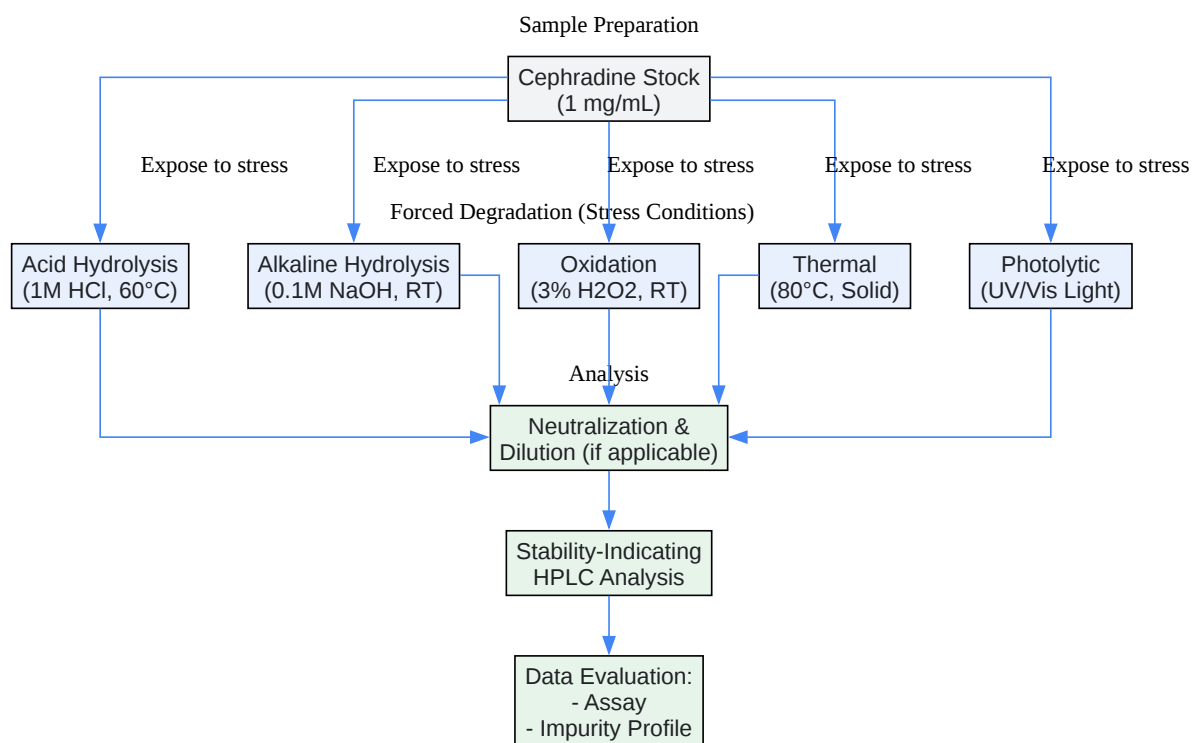 Sample Preparation
Cephradine Stock
(1 mg/mL)
Expose to stress
Expose to stress
Expose to stress
Expose to stress
Expose to stress
Forced Degradation (Stress Conditions)
Acid Hydrolysis
(1M HCl, 60°C)
Alkaline Hydrolysis
(0.1M NaOH, RT)
Oxidation
(3% H2O2, RT)
Thermal
(80°C, Solid)
Photolytic
(UV/Vis Light)
Analysis
Neutralization &
Dilution (if applicable)
Stability-Indicating
HPLC Analysis
Data Evaluation:
- Assay
- Impurity Profile